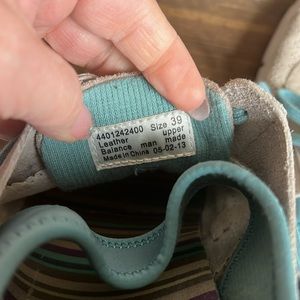 4401242400 Size 39
Leather upper
Balance man made
Made in China 05-02-13